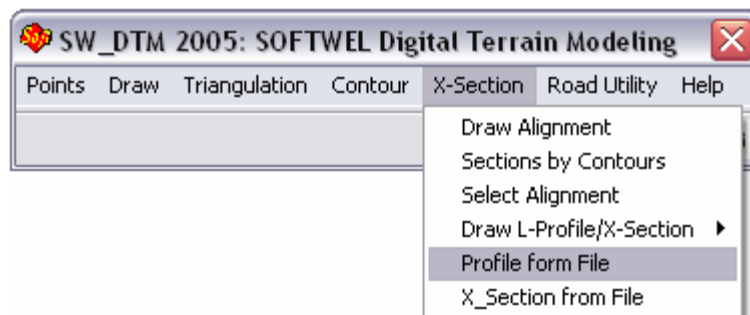 SW_DTM 2005: SOFTWEL Digital Terrain Modeling
Points Draw Triangulation Contour X-Section Road Utility Help
Draw Alignment
Sections by Contours
Select Alignment
Draw L-Profile/X-Section
Profile form File
X_Section from File